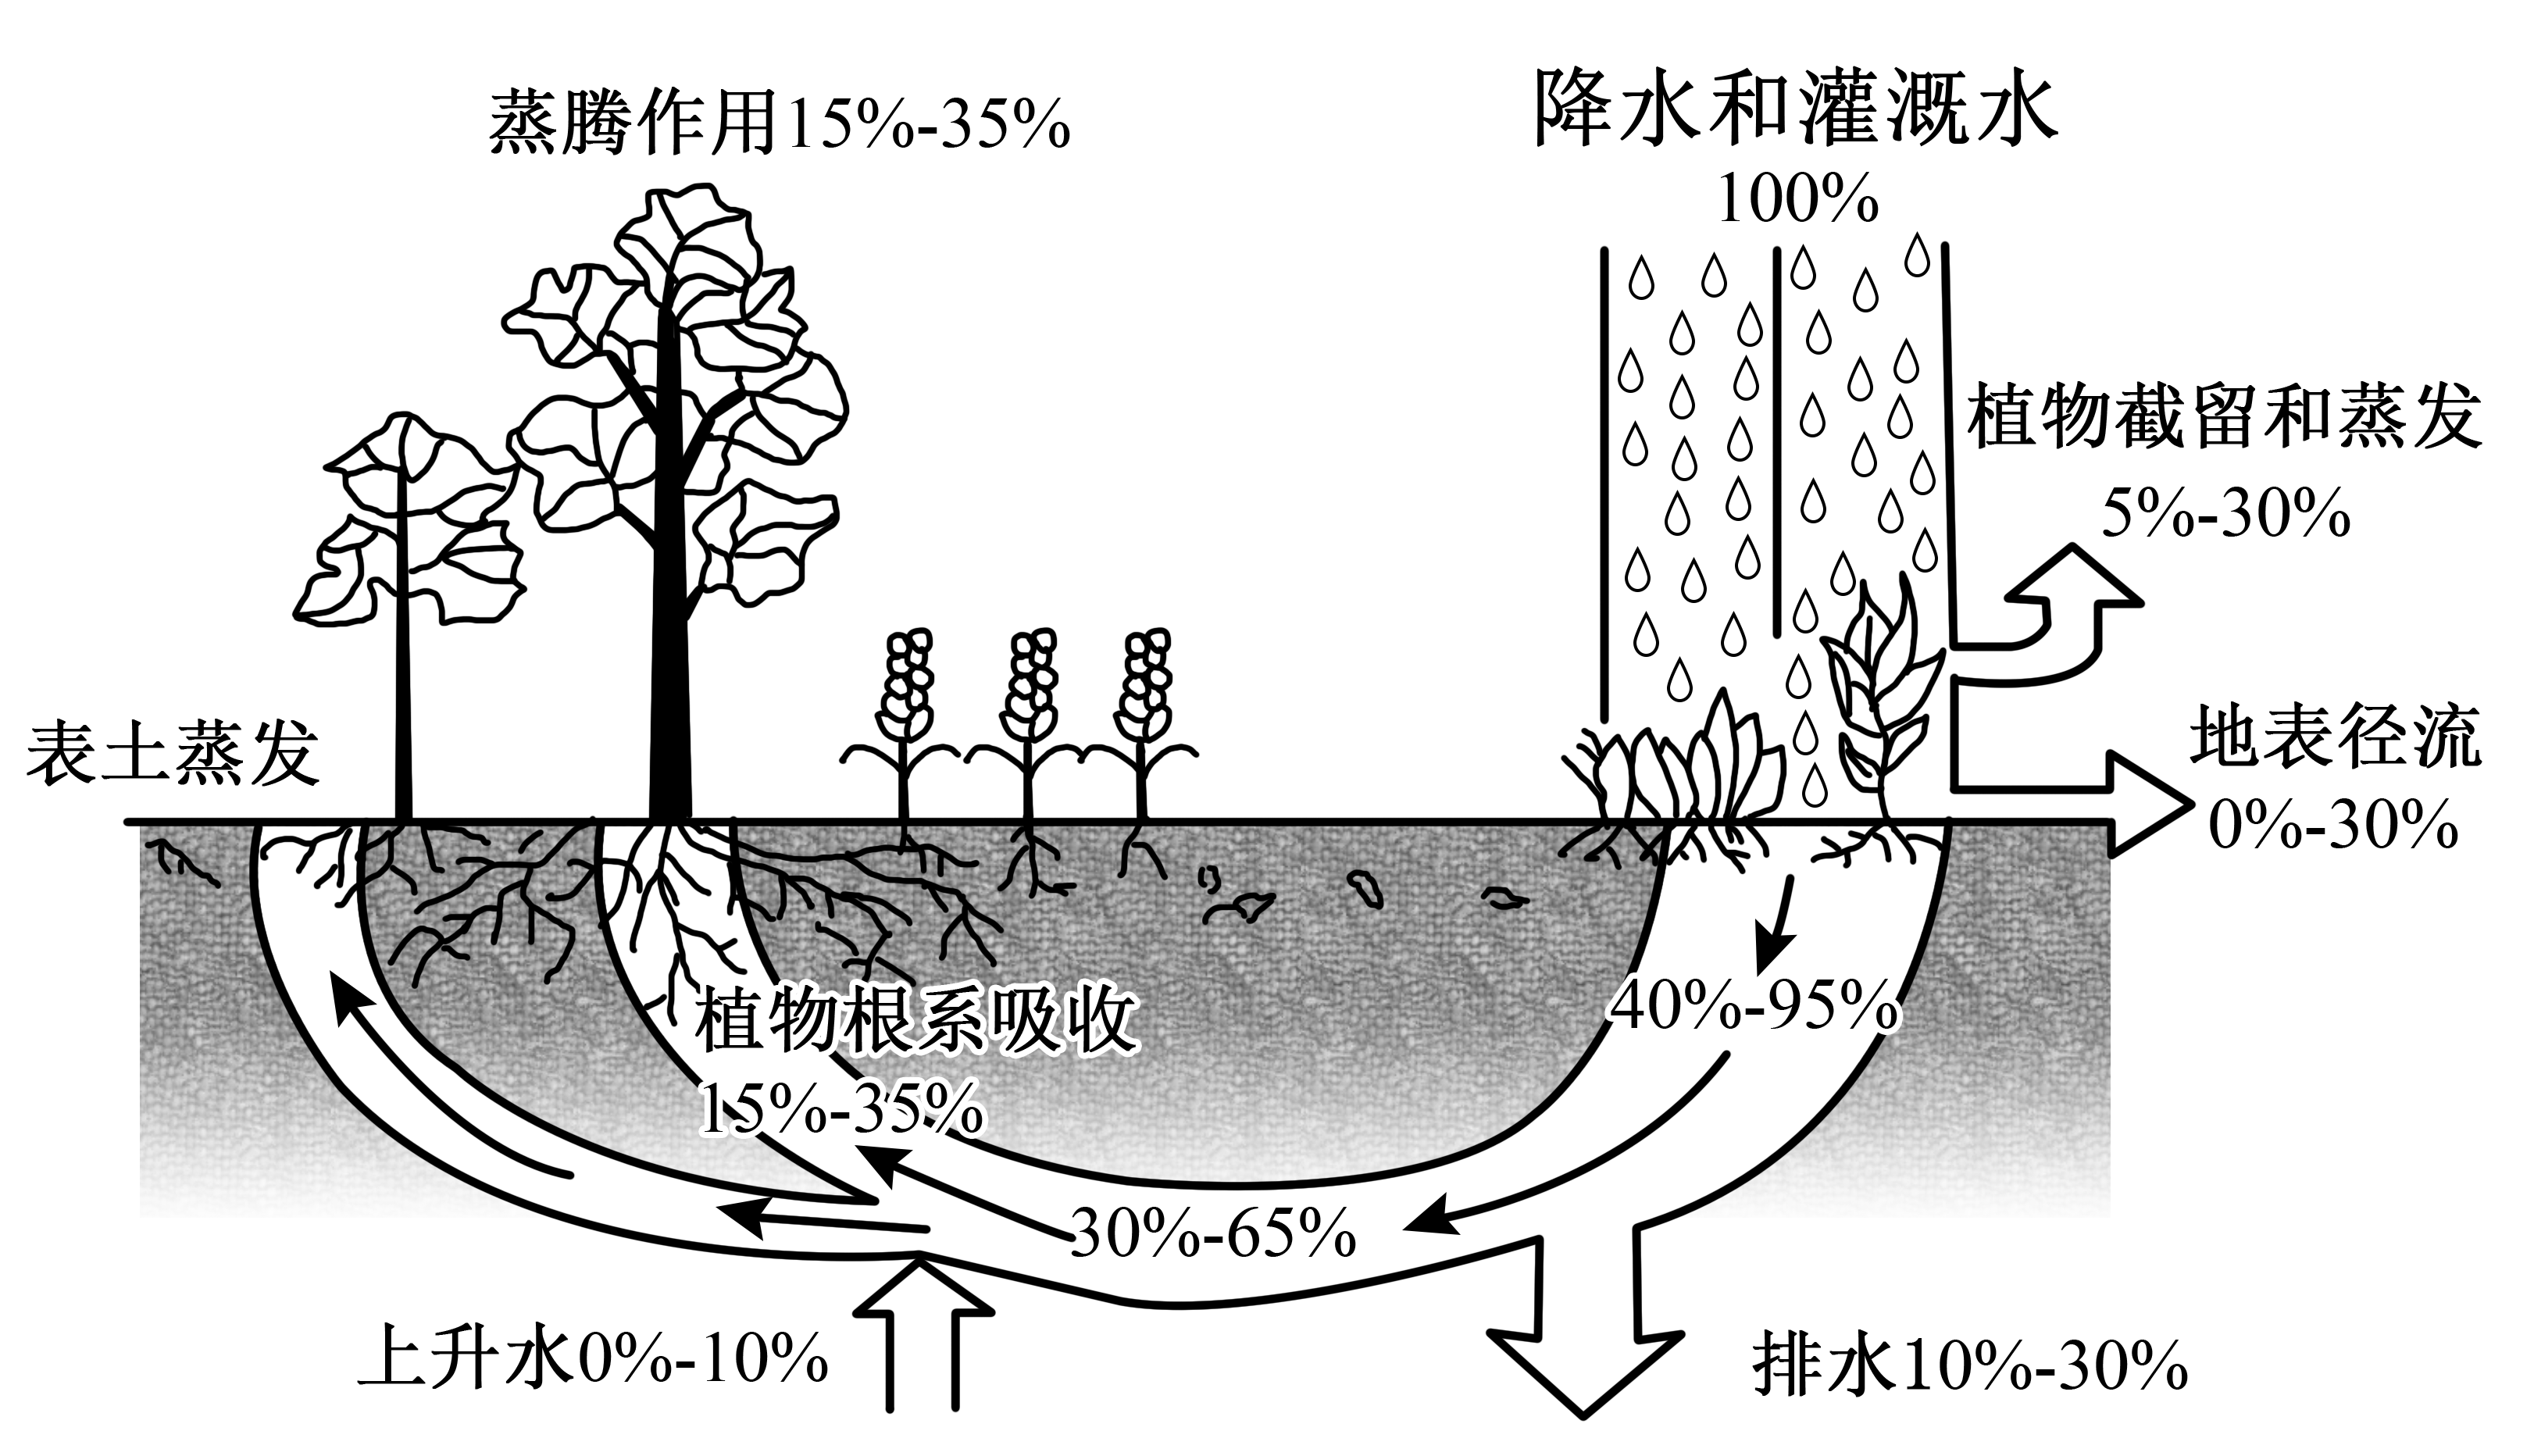 降水和灌溉水
100%
蒸腾作用15%-35%
植物截留和蒸发
5%-30%
表土蒸发
地表径流
0%-30%
植物根系吸收
15%-35%
40%-95%
30%-65%
上升水0%-10%
排水10%-30%